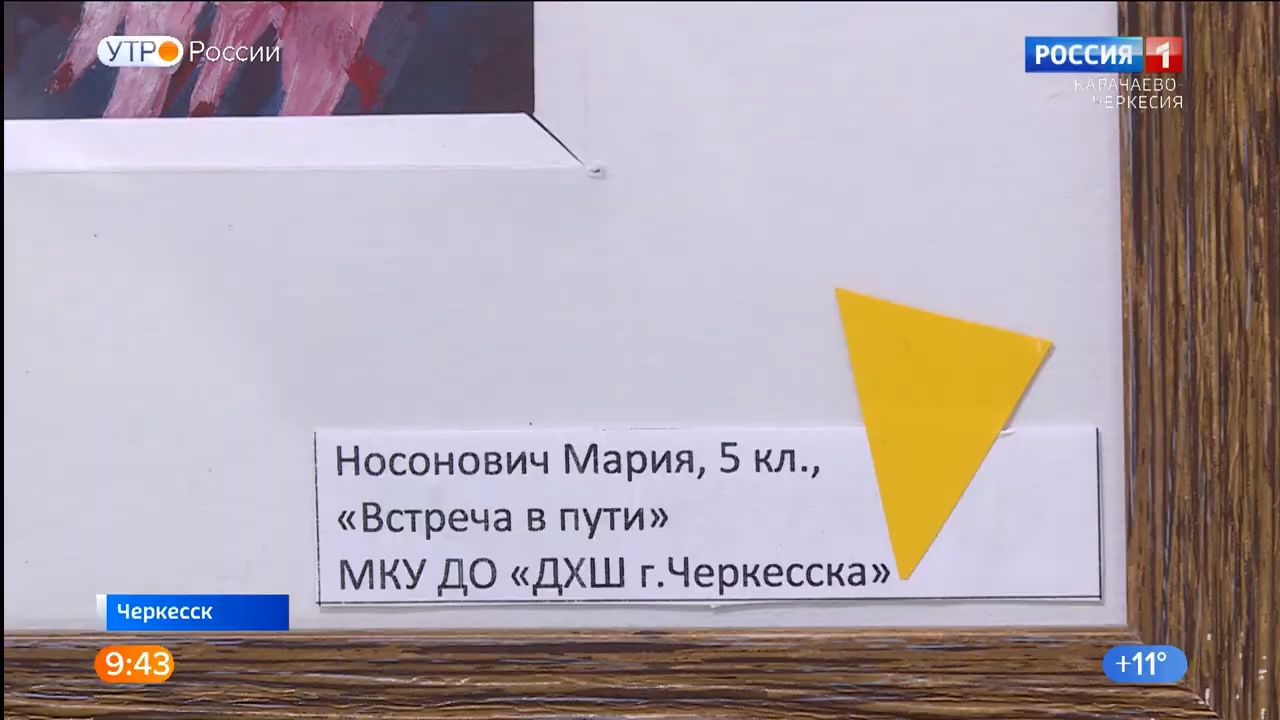 УТРО России
РОССИЯ 1
КАРАЧАЕВО-
ЧЕРКЕСИЯ
Носонович Мария, 5 кл.,
«Встреча в пути»
МКУ ДО «ДХШ г.Черкесска»
Черкесск
9:43
+11°